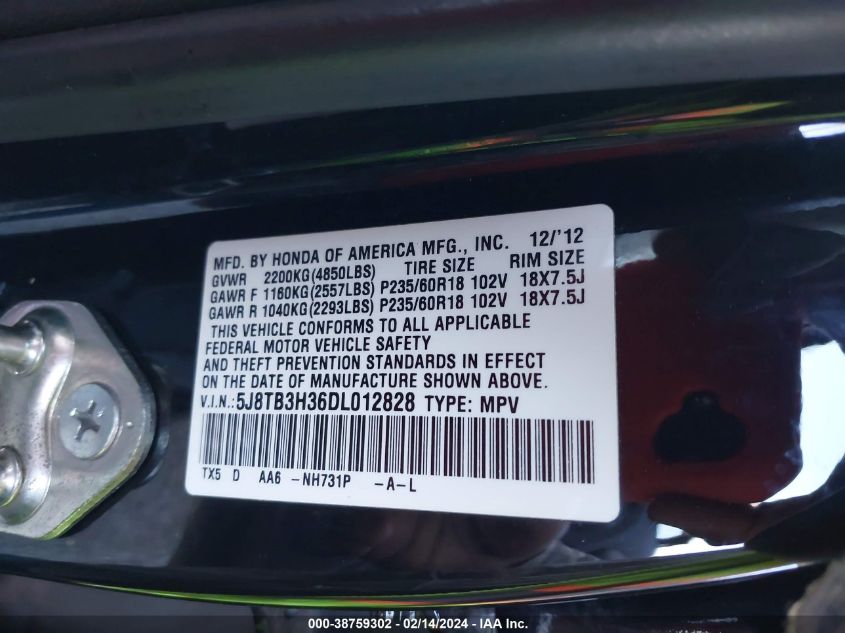 MFD. BY HONDA OF AMERICA MFG., INC. 12/'12
GVWR 2200KG(4850LBS) TIRE SIZE RIM SIZE
GAWR F 1160KG(2557LBS) P235/60R18 102V 18X7.5J
GAWR R 1040KG(2293LBS) P235/60R18 102V 18X7.5J
THIS VEHICLE CONFORMS TO ALL APPLICABLE
FEDERAL MOTOR VEHICLE SAFETY
AND THEFT PREVENTION STANDARDS IN EFFECT
ON THE DATE OF MANUFACTURE SHOWN ABOVE.
V.I.N.:5J8TB3H36DL012828 TYPE: MPV
TX5 D AA6 -NH731P -A-L
000-38759302 - 02/14/2024 - IAA Inc.